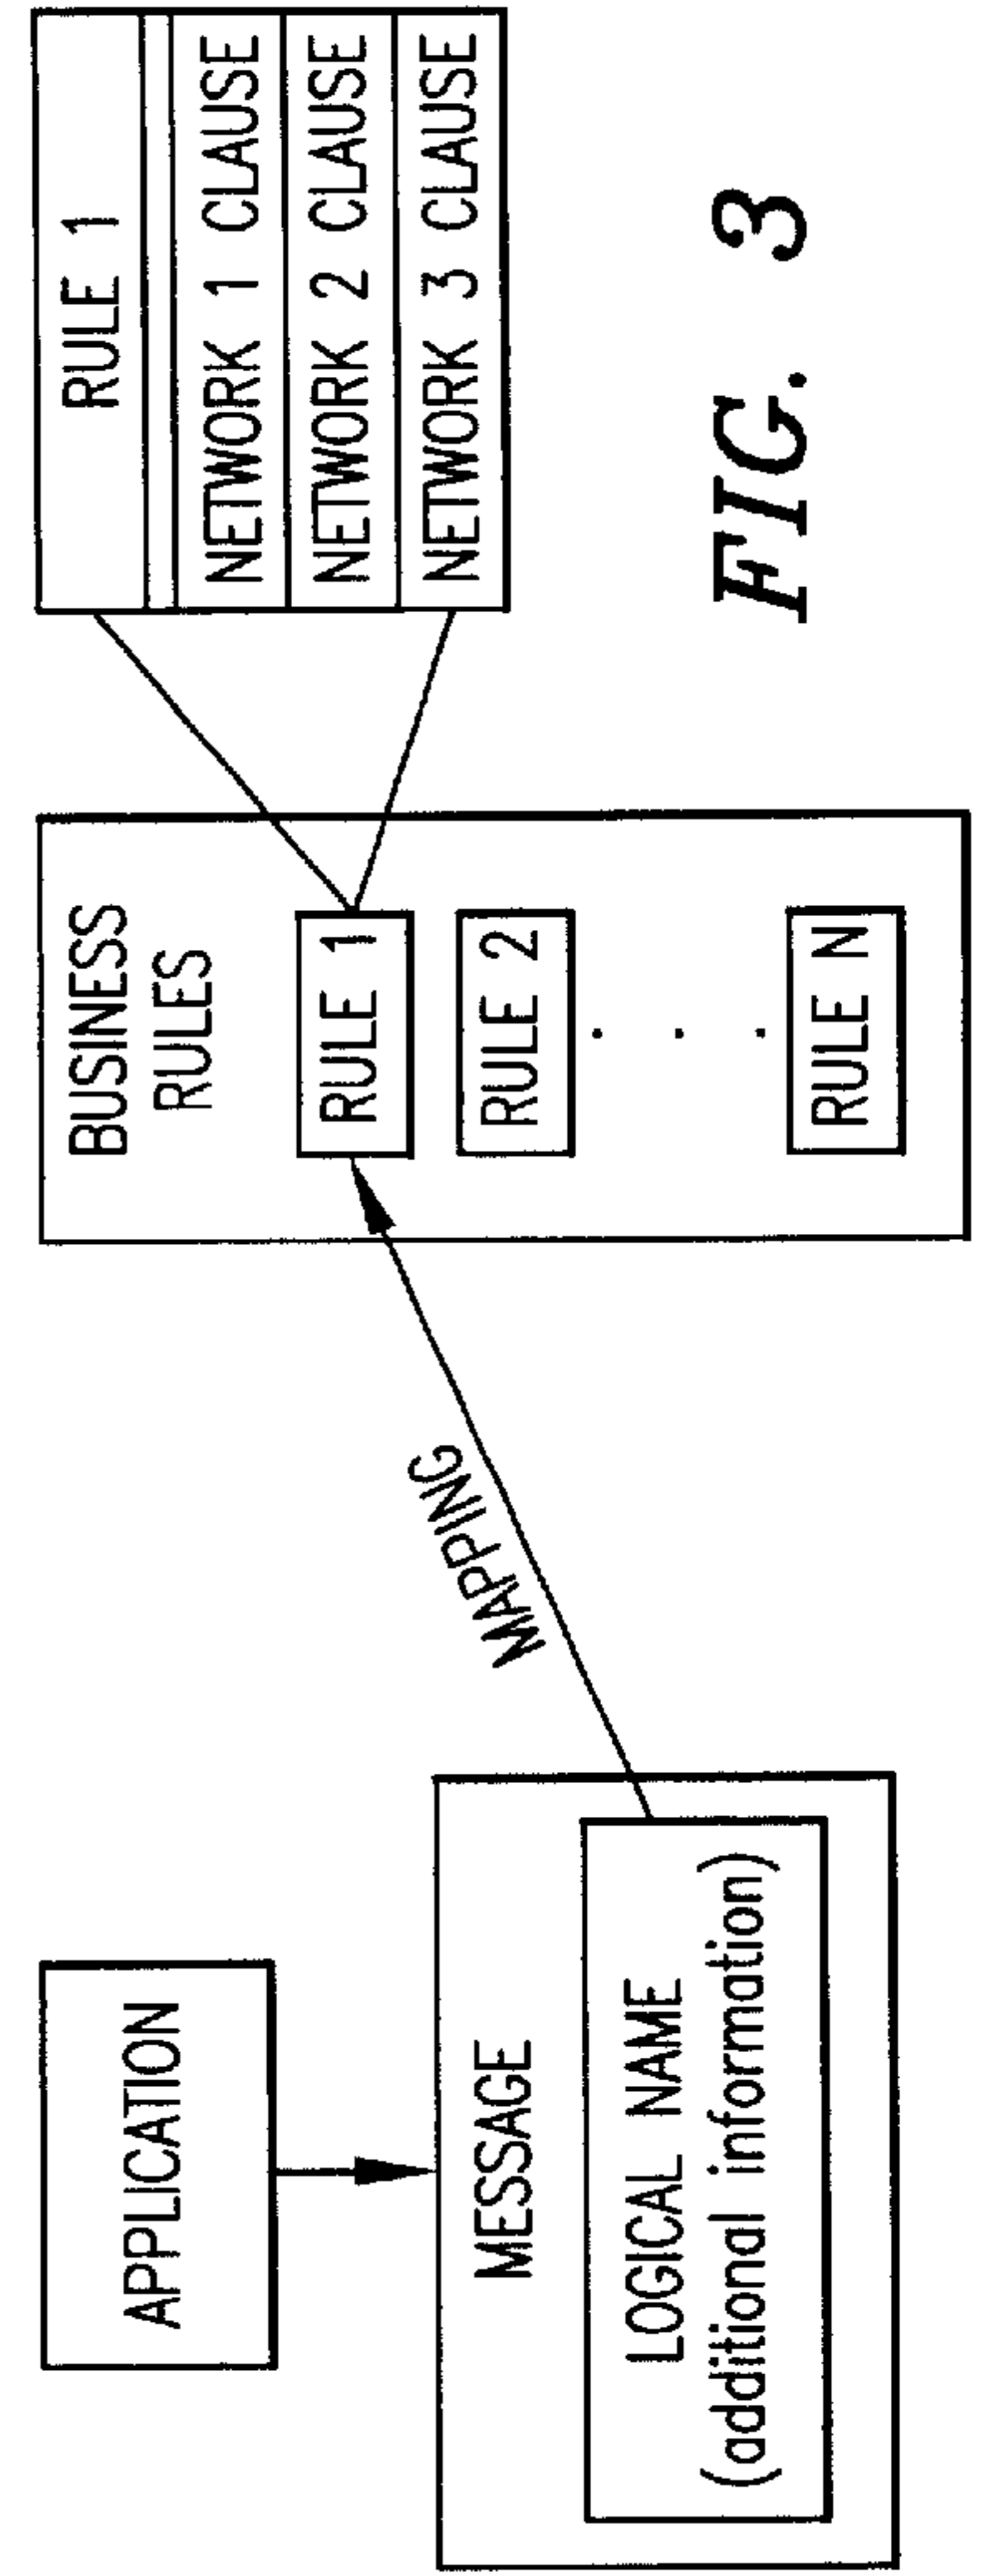 APPLICATION
MESSAGE
LOGICAL NAME
(additional information)
MAPPING
BUSINESS
RULES
RULE 1
RULE 2
.
.
.
RULE N
RULE 1
NETWORK 1 CLAUSE
NETWORK 2 CLAUSE
NETWORK 3 CLAUSE
FIG. 3